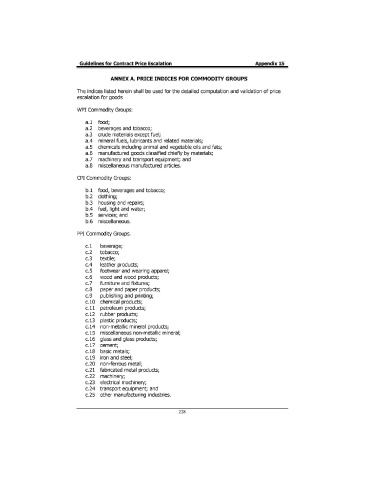 Guidelines for Contract Price Escalation Appendix 15
ANNEX A. PRICE INDICES FOR COMMODITY GROUPS
The indices listed herein shall be used for the detailed computation and validation of price
escalation for goods
WPI Commodity Groups:
a.1 food;
a.2 beverages and tobacco;
a.3 crude materials except fuel;
a.4 mineral fuels, lubricants and related materials;
a.5 chemicals including animal and vegetable oils and fats;
a.6 manufactured goods classified chiefly by materials;
a.7 machinery and transport equipment; and
a.8 miscellaneous manufactured articles.
CPI Commodity Groups:
b.1 food, beverages and tobacco;
b.2 clothing;
b.3 housing and repairs;
b.4 fuel, light and water;
b.5 services; and
b.6 miscellaneous.
PPI Commodity Groups.
c.1 beverage;
c.2 tobacco;
c.3 textile;
c.4 leather products;
c.5 footwear and wearing apparel;
c.6 wood and wood products;
c.7 furniture and fixtures;
c.8 paper and paper products;
c.9 publishing and printing;
c.10 chemical products;
c.11 petroleum products;
c.12 rubber products;
c.13 plastic products;
c.14 non-metallic mineral products;
c.15 miscellaneous non-metallic mineral;
c.16 glass and glass products;
c.17 cement;
c.18 basic metals;
c.19 iron and steel;
c.20 non-ferrous metal;
c.21 fabricated metal products;
c.22 machinery;
c.23 electrical machinery;
c.24 transport equipment; and
c.25 other manufacturing industries.